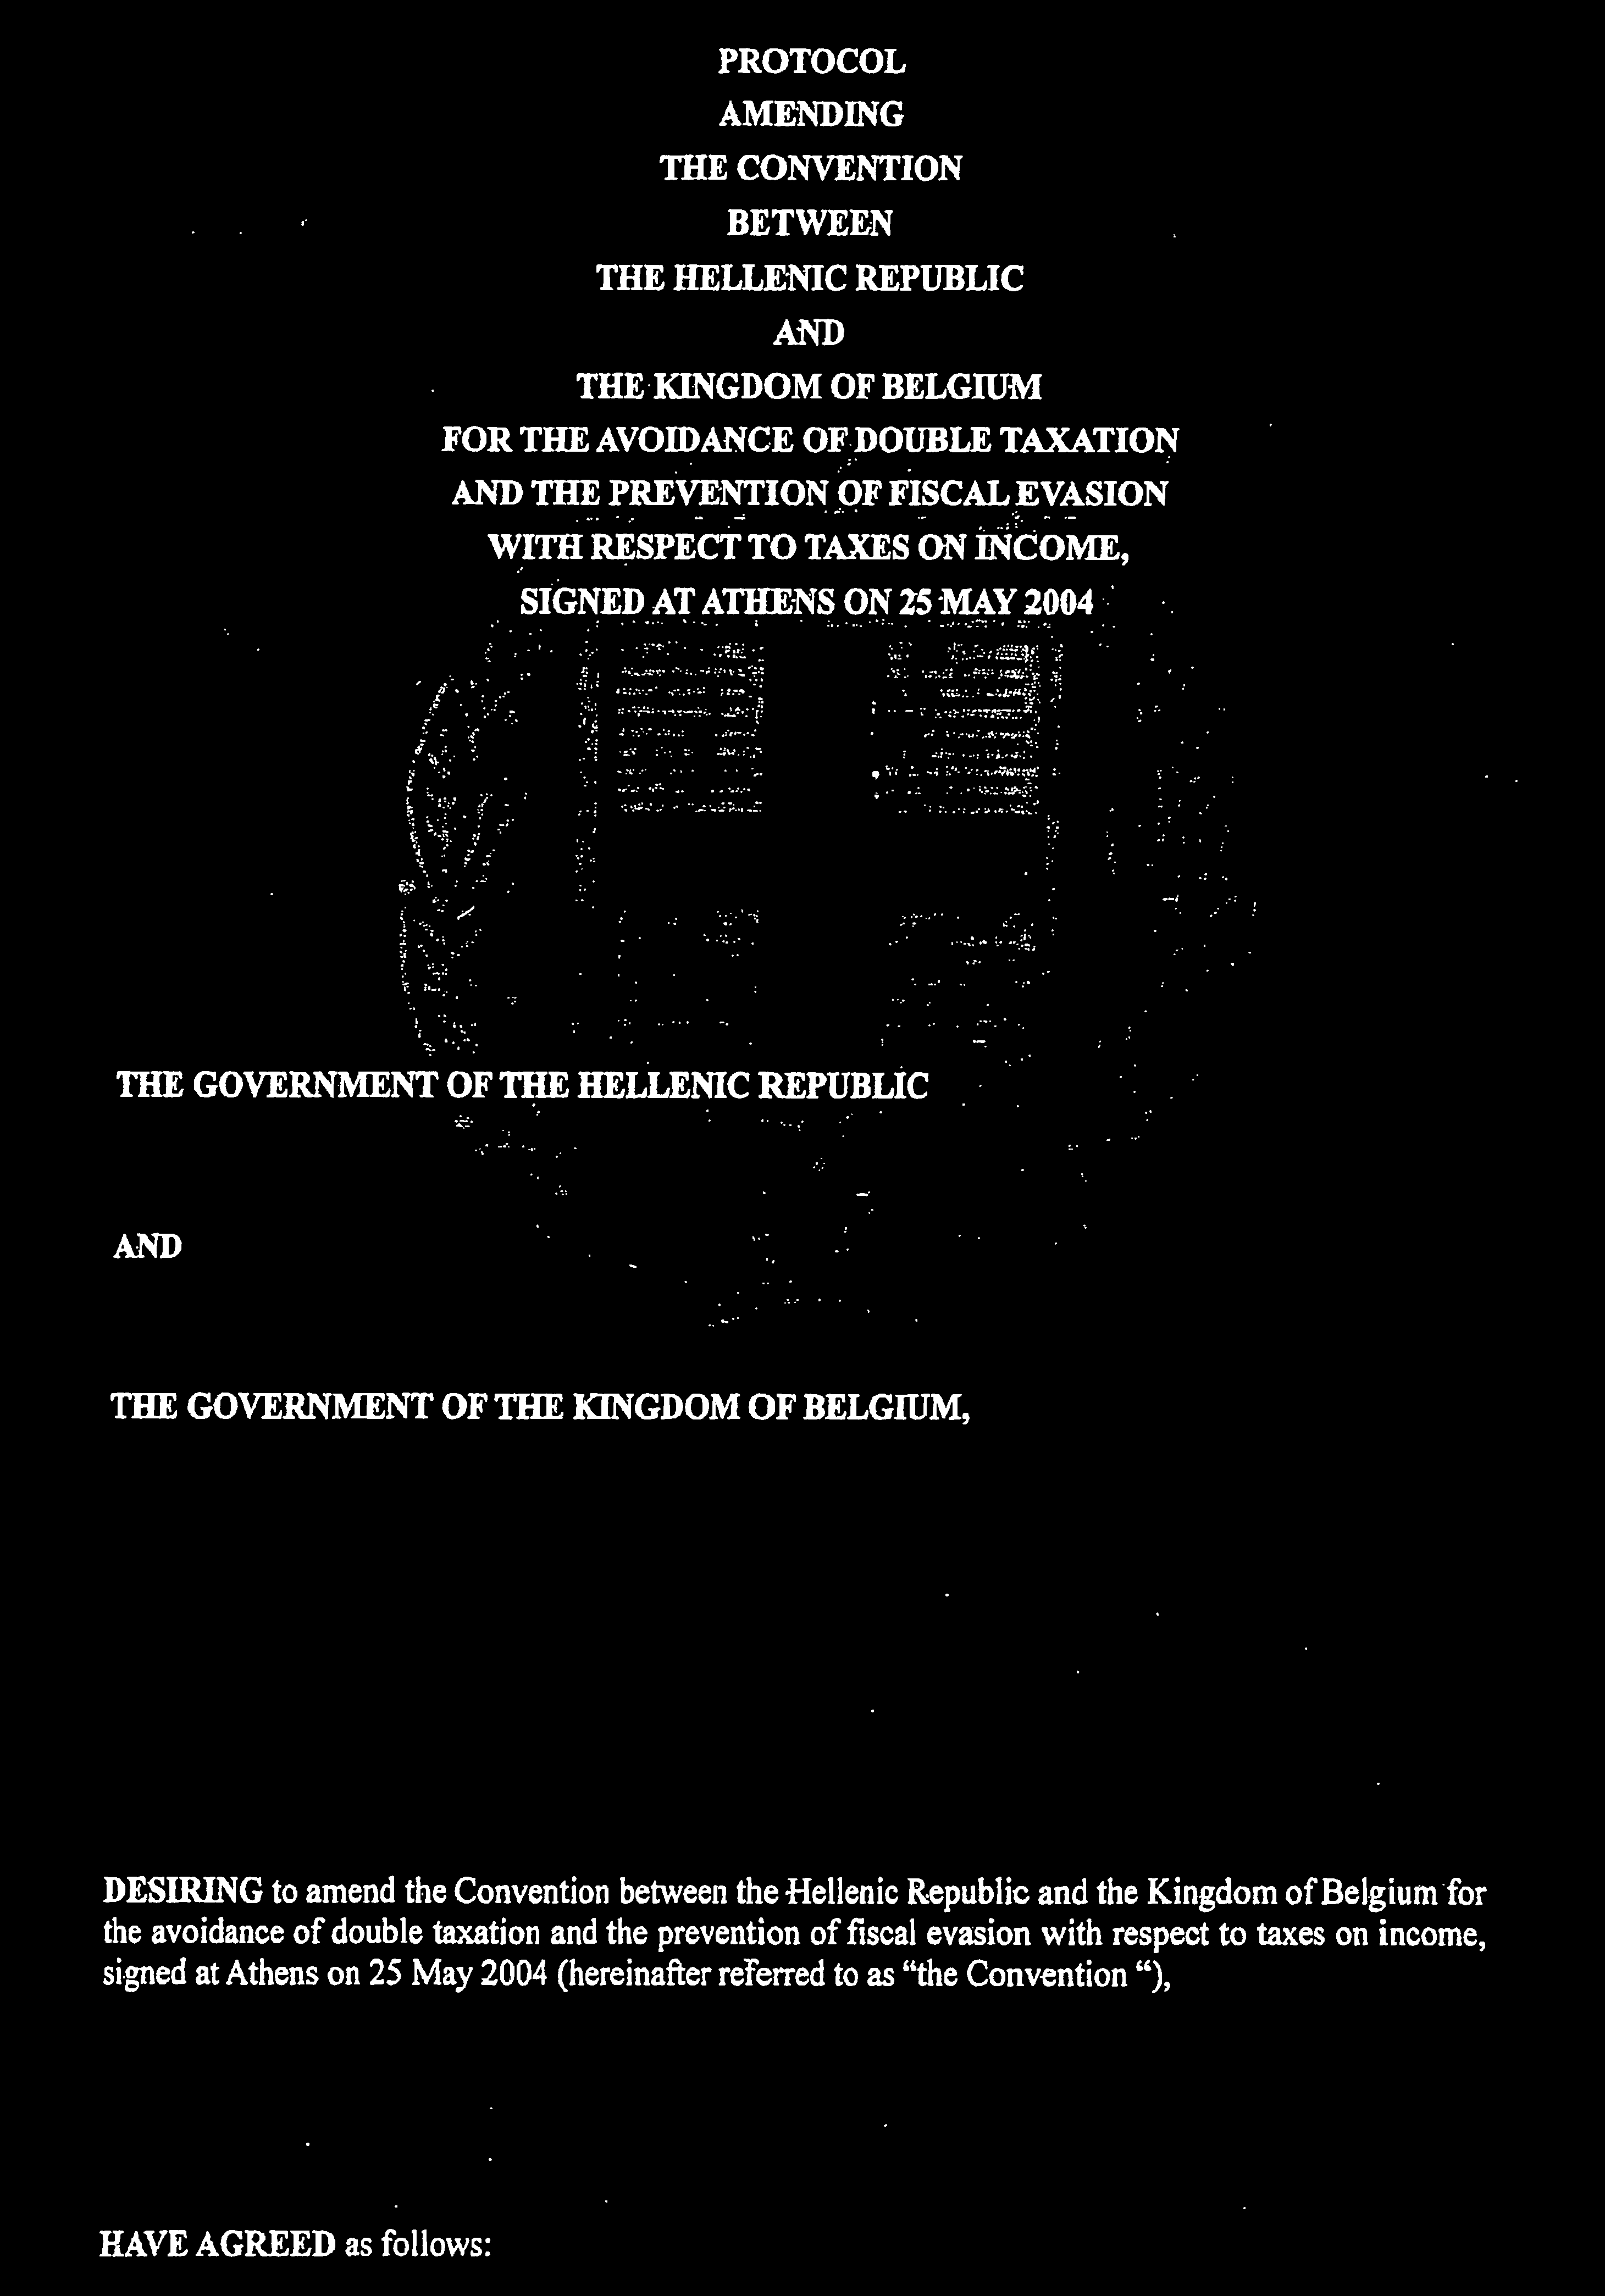 PROTOCOL
AMENDING
THE CONVENTION
BETWEEN
THE HELLENIC REPUBLIC
AND
THE KINGDOM OF BELGIUM
FOR THE AVOIDANCE OF DOUBLE TAXATION
AND THE PREVENTION OF FISCAL EVASION
WITH RESPECT TO TAXES ON INCOME,
SIGNED AT ATHENS ON 25 MAY 2004
THE GOVERNMENT OF THE HELLENIC REPUBLIC
AND
THE GOVERNMENT OF THE KINGDOM OF BELGIUM,
DESIRING to amend the Convention between the Hellenic Republic and the Kingdom of Belgium for
the avoidance of double taxation and the prevention of fiscal evasion with respect to taxes on income,
signed at Athens on 25 May 2004 (hereinafter referred to as “the Convention “),
HAVE AGREED as follows: